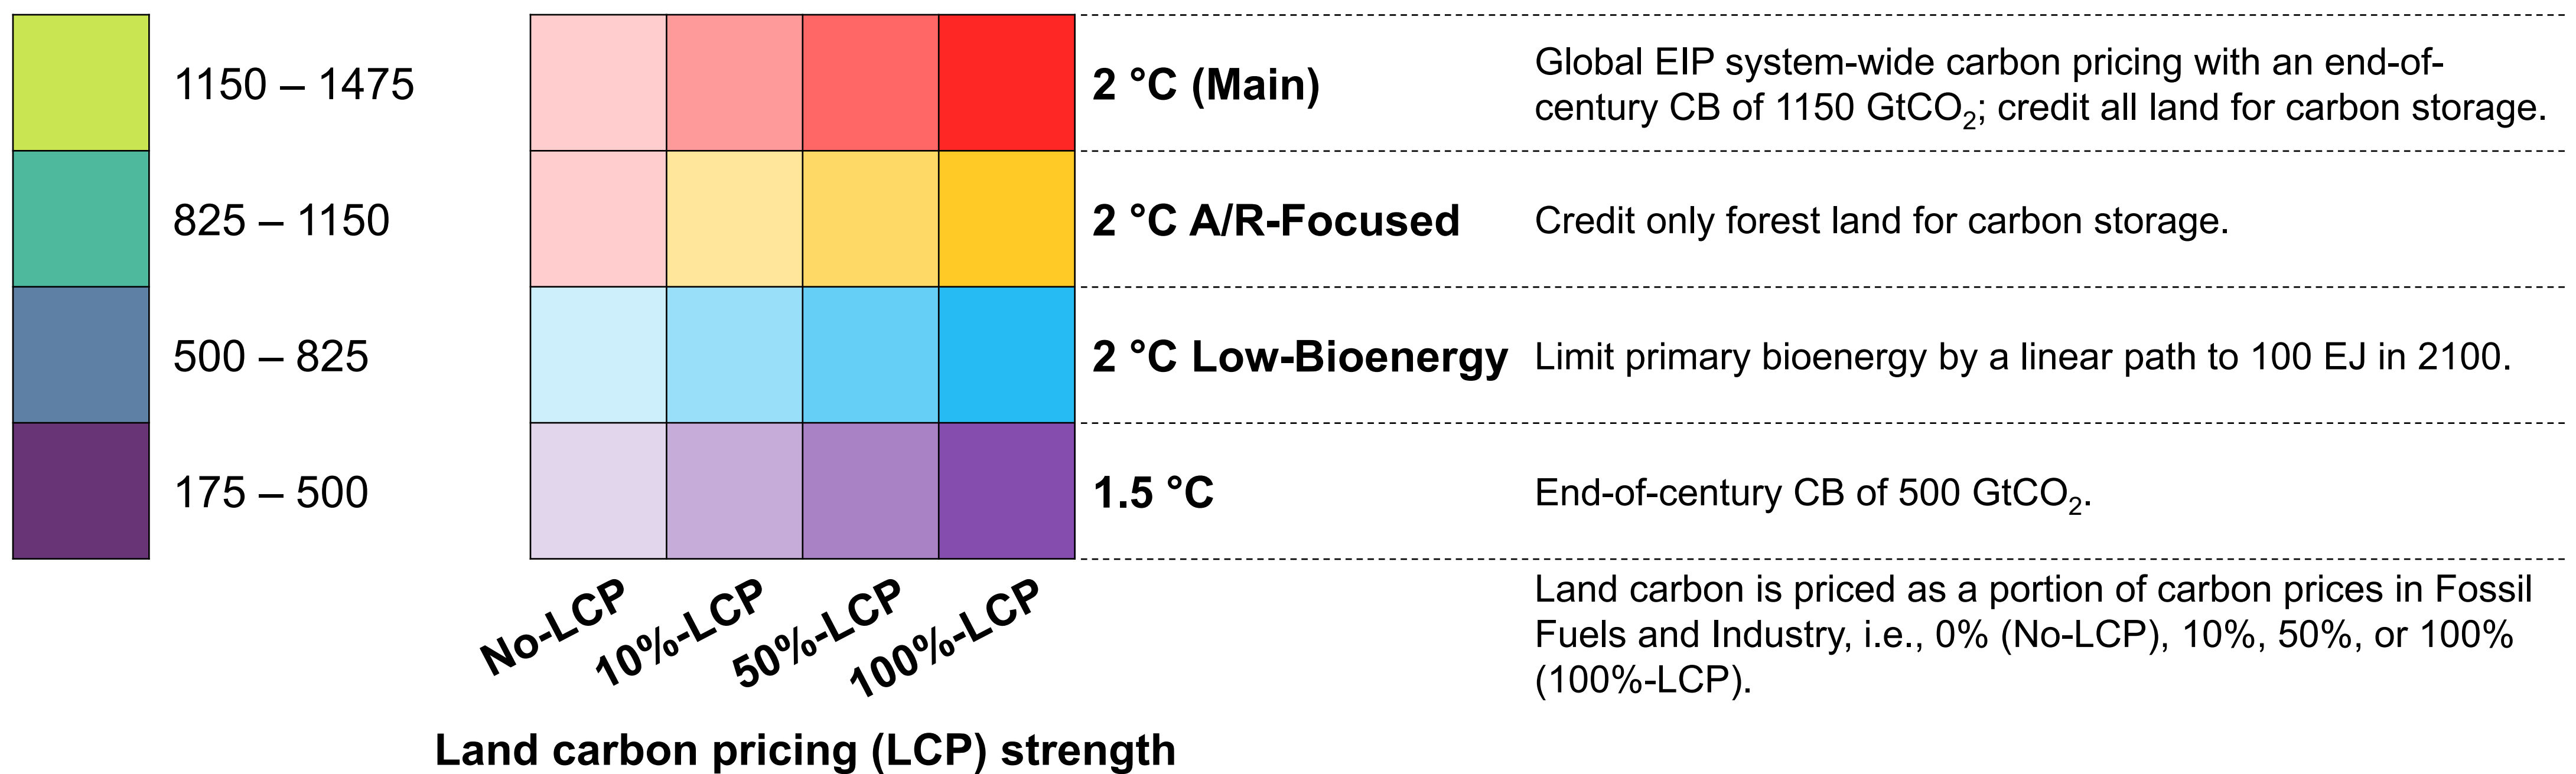 1150 – 1475
2 °C (Main)
Global EIP system-wide carbon pricing with an end-of-
century CB of 1150 GtCO₂; credit all land for carbon storage.
825 – 1150
2 °C A/R-Focused
Credit only forest land for carbon storage.
500 – 825
2 °C Low-Bioenergy
Limit primary bioenergy by a linear path to 100 EJ in 2100.
175 – 500
1.5 °C
End-of-century CB of 500 GtCO₂.
No-LCP
10%-LCP
50%-LCP
100%-LCP
Land carbon is priced as a portion of carbon prices in Fossil
Fuels and Industry, i.e., 0% (No-LCP), 10%, 50%, or 100%
(100%-LCP).
Land carbon pricing (LCP) strength